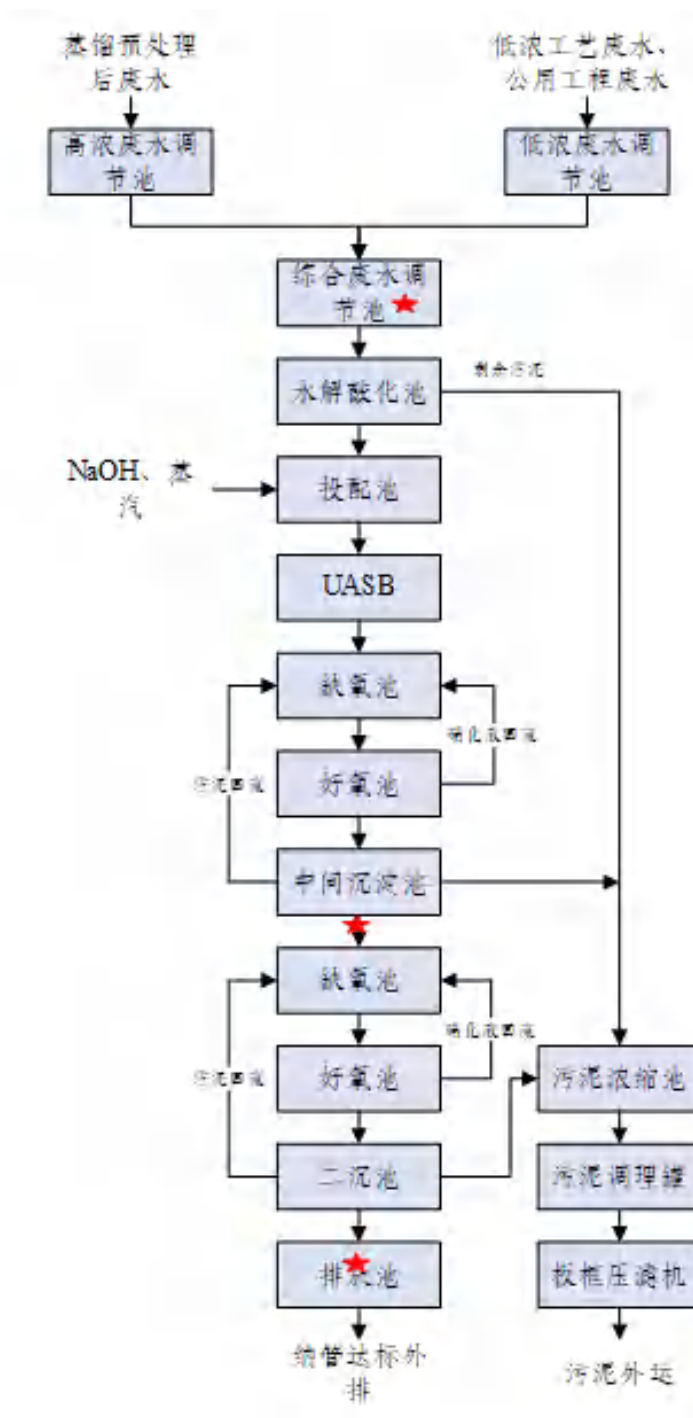 蒸馏预处理
后废水
低浓工艺废水、
公用工程废水
高浓废水调
节池
低浓废水调
节池
综合废水调
节池
水解酸化池
剩余污泥
NaOH、蒸
汽
投配池
UASB
缺氧池
硝化液回流
污泥回流
好氧池
中间沉淀池
缺氧池
硝化液回流
污泥回流
好氧池
污泥浓缩池
二沉池
污泥调理罐
排放池
板框压滤机
纳管达标外
排
污泥外运